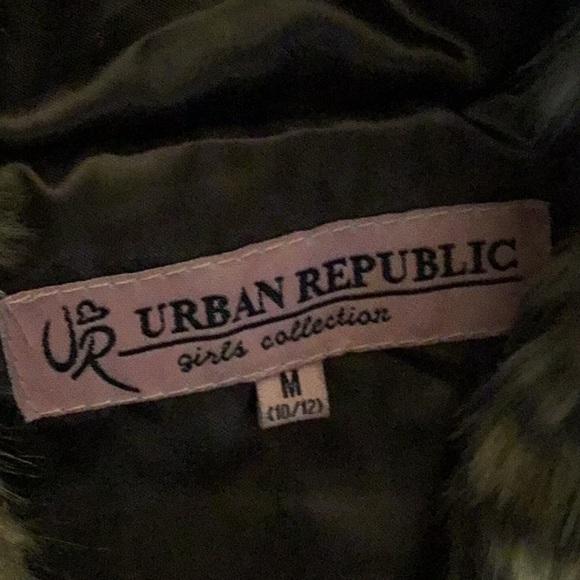 UR URBAN REPUBLIC
girls collection
M
(10/12)